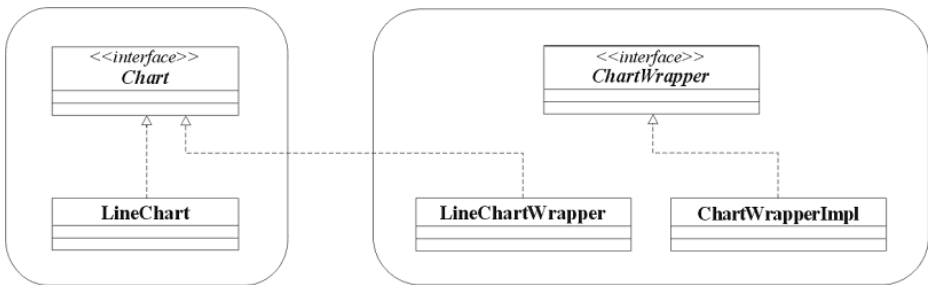 <<interface>>
Chart
<<interface>>
ChartWrapper
LineChart
LineChartWrapper
ChartWrapperImpl